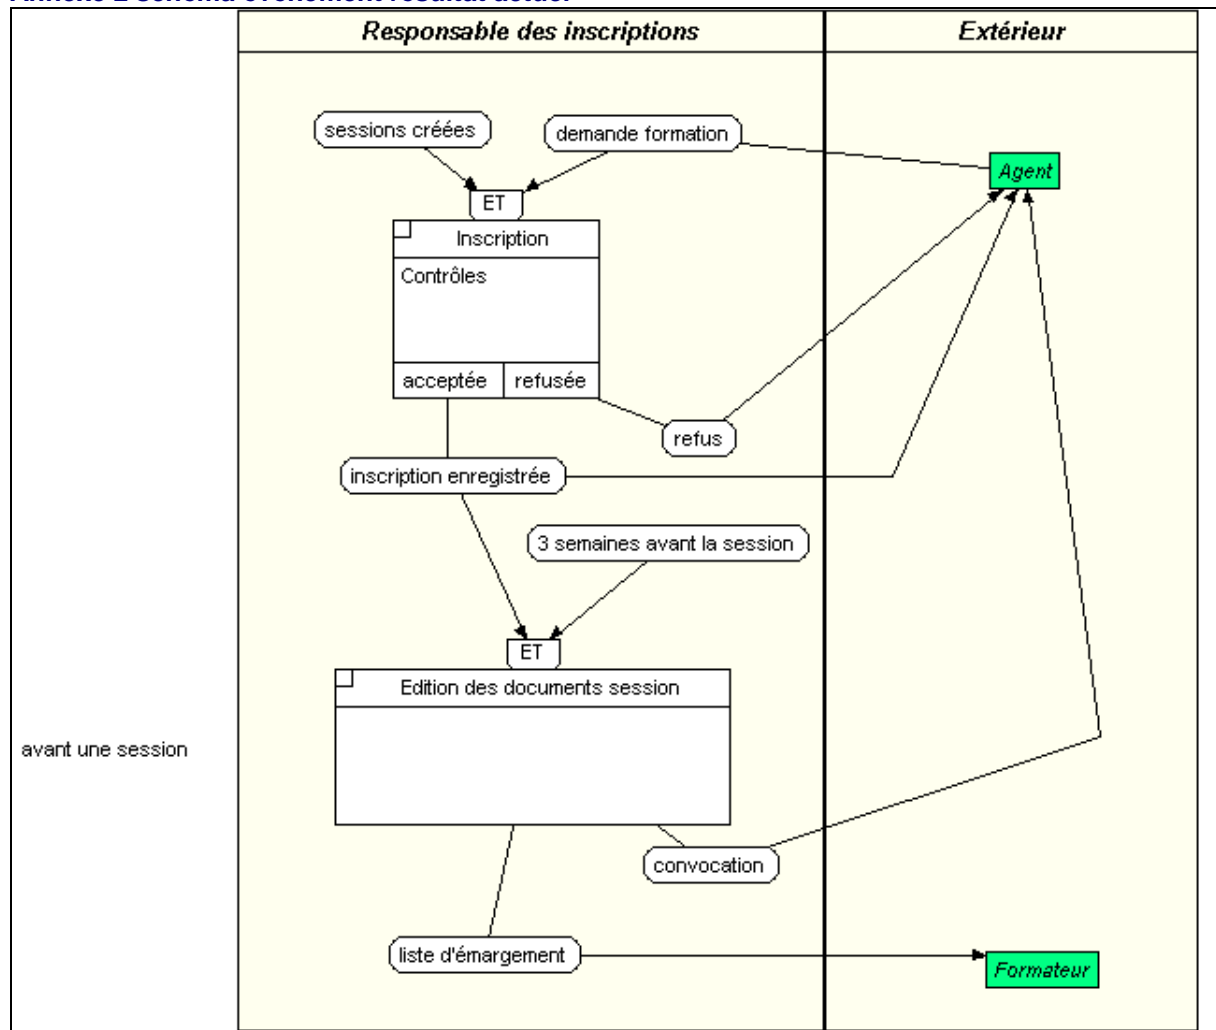 Responsable des inscriptions
Extérieur
sessions créées
demande formation
Agent
ET
Inscription
Contrôles
acceptée
refusée
refus
inscription enregistrée
3 semaines avant la session
ET
Edition des documents session
avant une session
convocation
liste d'émargement
Formateur